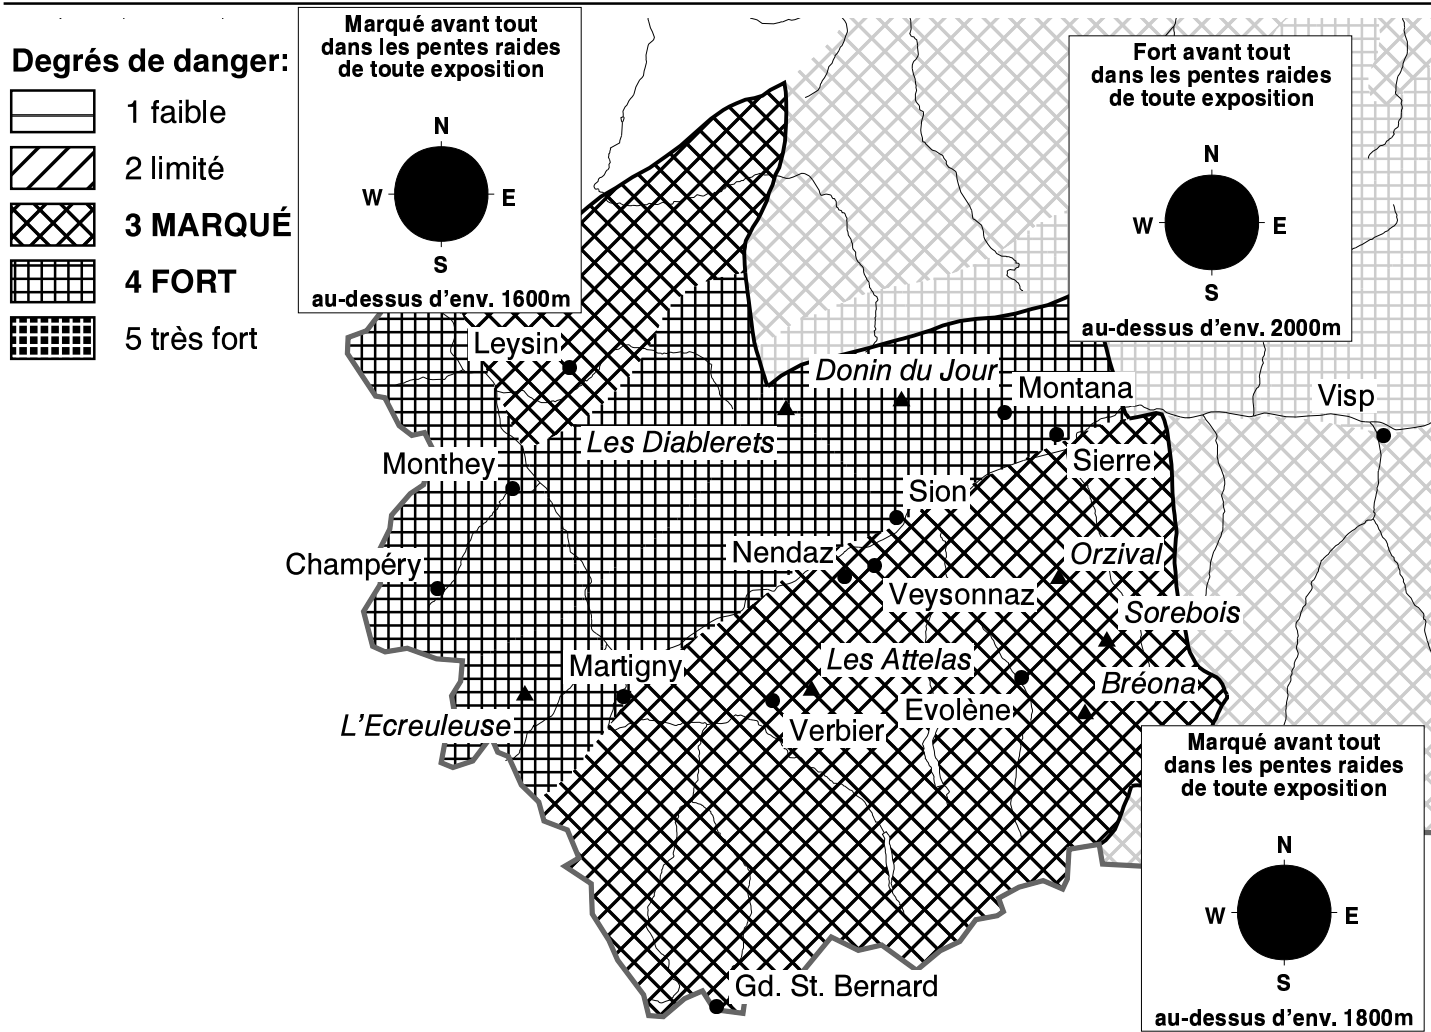 Degrés de danger:
1 faible
2 limité
3 MARQUÉ
4 FORT
5 très fort
Marqué avant tout
dans les pentes raides
de toute exposition
N
W E
S
au-dessus d'env. 1600m
Fort avant tout
dans les pentes raides
de toute exposition
N
W E
S
au-dessus d'env. 2000m
Leysin
Donin du Jour
Montana
Visp
Les Diablerets
Monthey
Sierre
Sion
Champéry
Nendaz
Orzival
Veysonnaz
Sorebois
Martigny
Les Attelas
Bréona
L'Ecreuleuse
Verbier
Evolène
Gd. St. Bernard
Marqué avant tout
dans les pentes raides
de toute exposition
N
W E
S
au-dessus d'env. 1800m